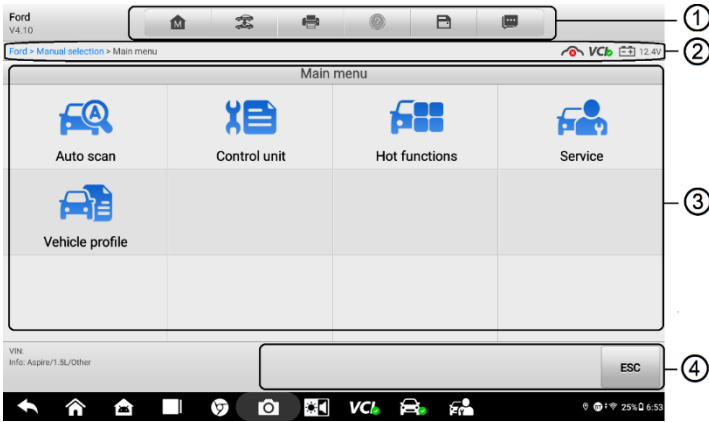 Ford
V4.10
M
1
Ford > Manual selection > Main menu
VCI 12.4V
2
Main menu
Auto scan
Control unit
Hot functions
Service
3
Vehicle profile
VIN:
Info: Aspire/1.5L/Other
ESC
4
VCI
25% 6:53